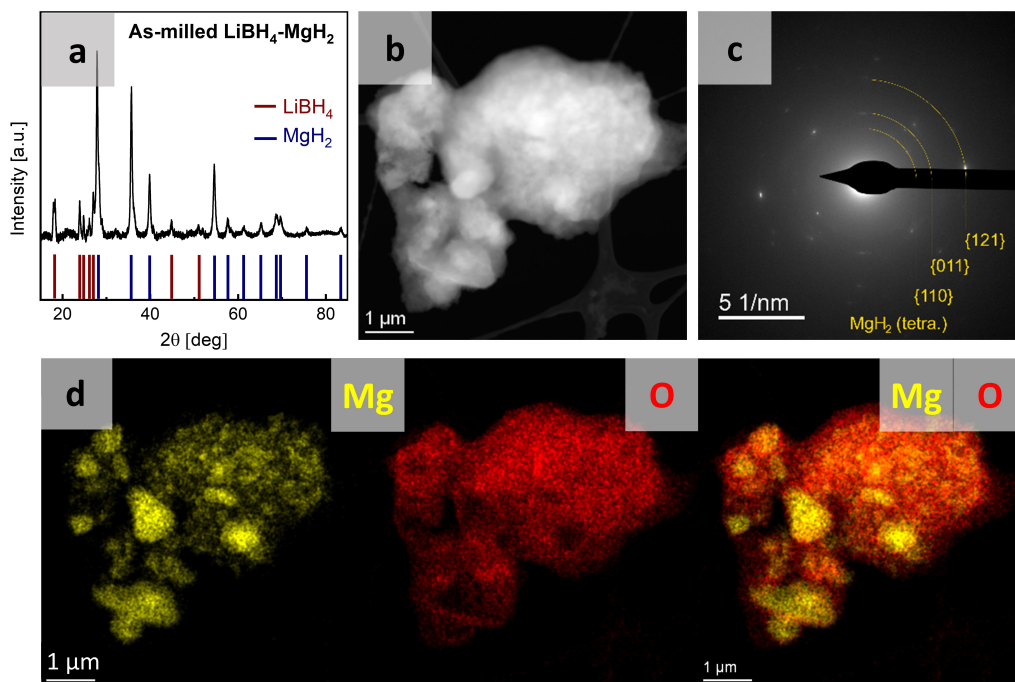 a
As-milled LiBH₄-MgH₂
LiBH₄
MgH₂
Intensity [a.u.]
20 40 60 80
2θ [deg]
b
1 µm
c
{121}
{011}
{110}
MgH₂ (tetra.)
5 1/nm
d
Mg
O
Mg O
1 µm
1 µm